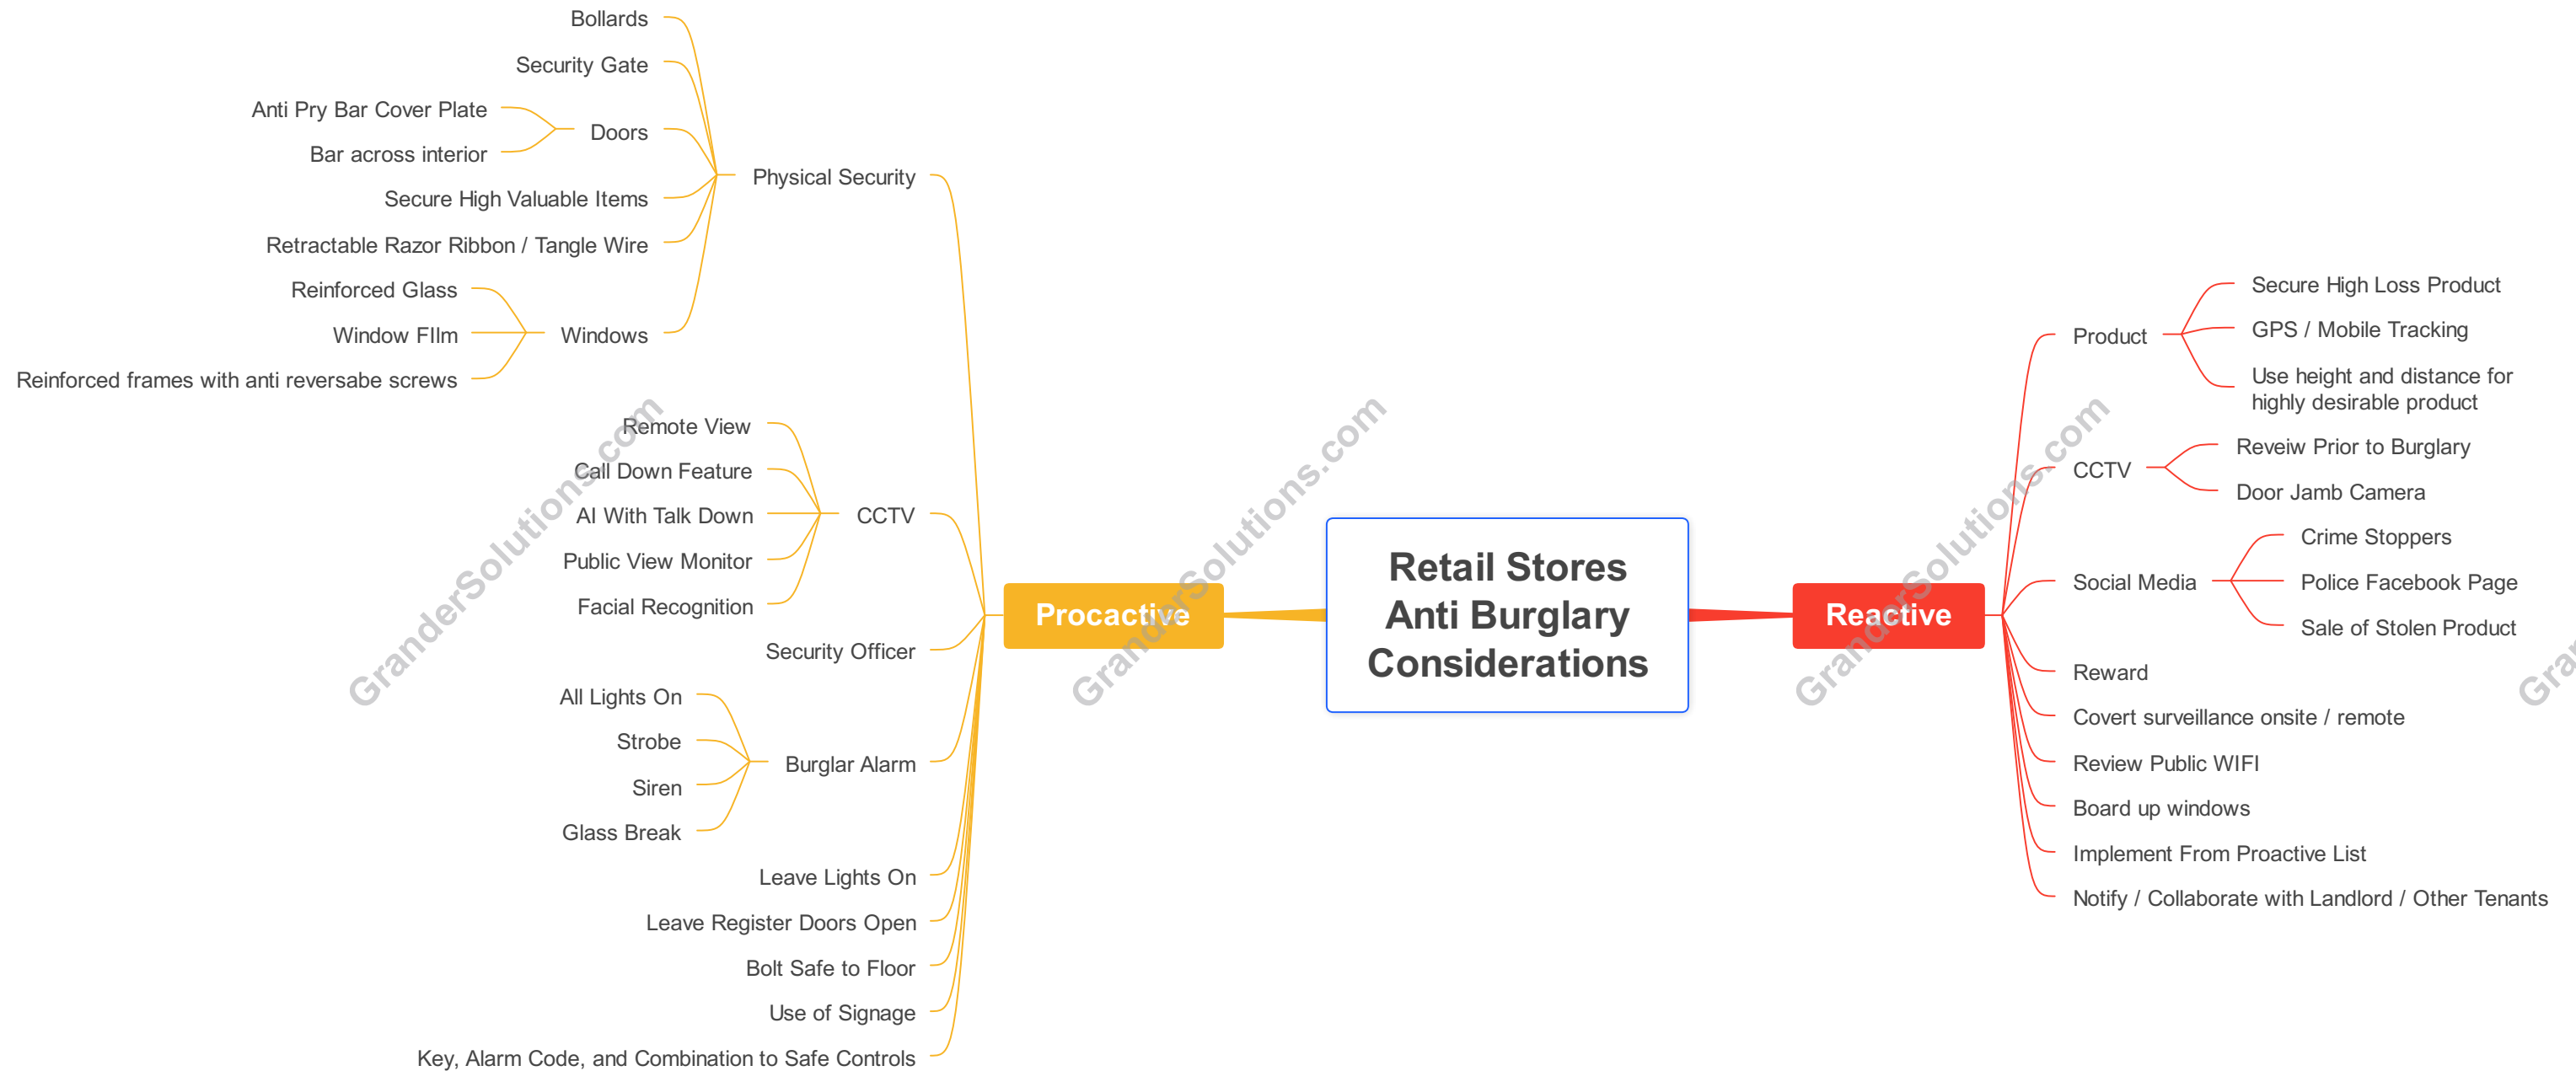 Bollards
Security Gate
Anti Pry Bar Cover Plate
Doors
Bar across interior
Physical Security
Secure High Valuable Items
Retractable Razor Ribbon / Tangle Wire
Reinforced Glass
Window FIlm
Windows
Reinforced frames with anti reversabe screws
Remote View
Call Down Feature
AI With Talk Down
CCTV
Public View Monitor
Facial Recognition
Security Officer
All Lights On
Strobe
Burglar Alarm
Siren
Glass Break
Leave Lights On
Leave Register Doors Open
Bolt Safe to Floor
Use of Signage
Key, Alarm Code, and Combination to Safe Controls
Procactive
Retail Stores
Anti Burglary
Considerations
Reactive
Product
Secure High Loss Product
GPS / Mobile Tracking
Use height and distance for
highly desirable product
CCTV
Reveiw Prior to Burglary
Door Jamb Camera
Social Media
Crime Stoppers
Police Facebook Page
Sale of Stolen Product
Reward
Covert surveillance onsite / remote
Review Public WIFI
Board up windows
Implement From Proactive List
Notify / Collaborate with Landlord / Other Tenants
GranderSolutions.com
GranderSolutions.com
GranderSolutions.com
Gran